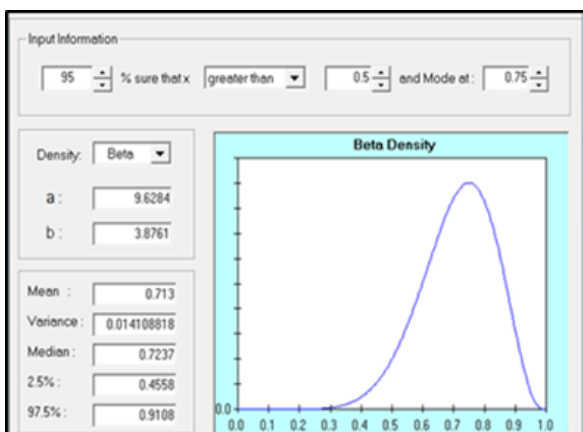 Input Information
95 % sure that x greater than 0.5 and Mode at : 0.75
Density: Beta
a : 9.6284
b : 3.8761
Mean : 0.713
Variance : 0.014108818
Median : 0.7237
2.5% : 0.4558
97.5% : 0.9108
Beta Density
0.0
0.0 0.1 0.2 0.3 0.4 0.5 0.6 0.7 0.8 0.9 1.0